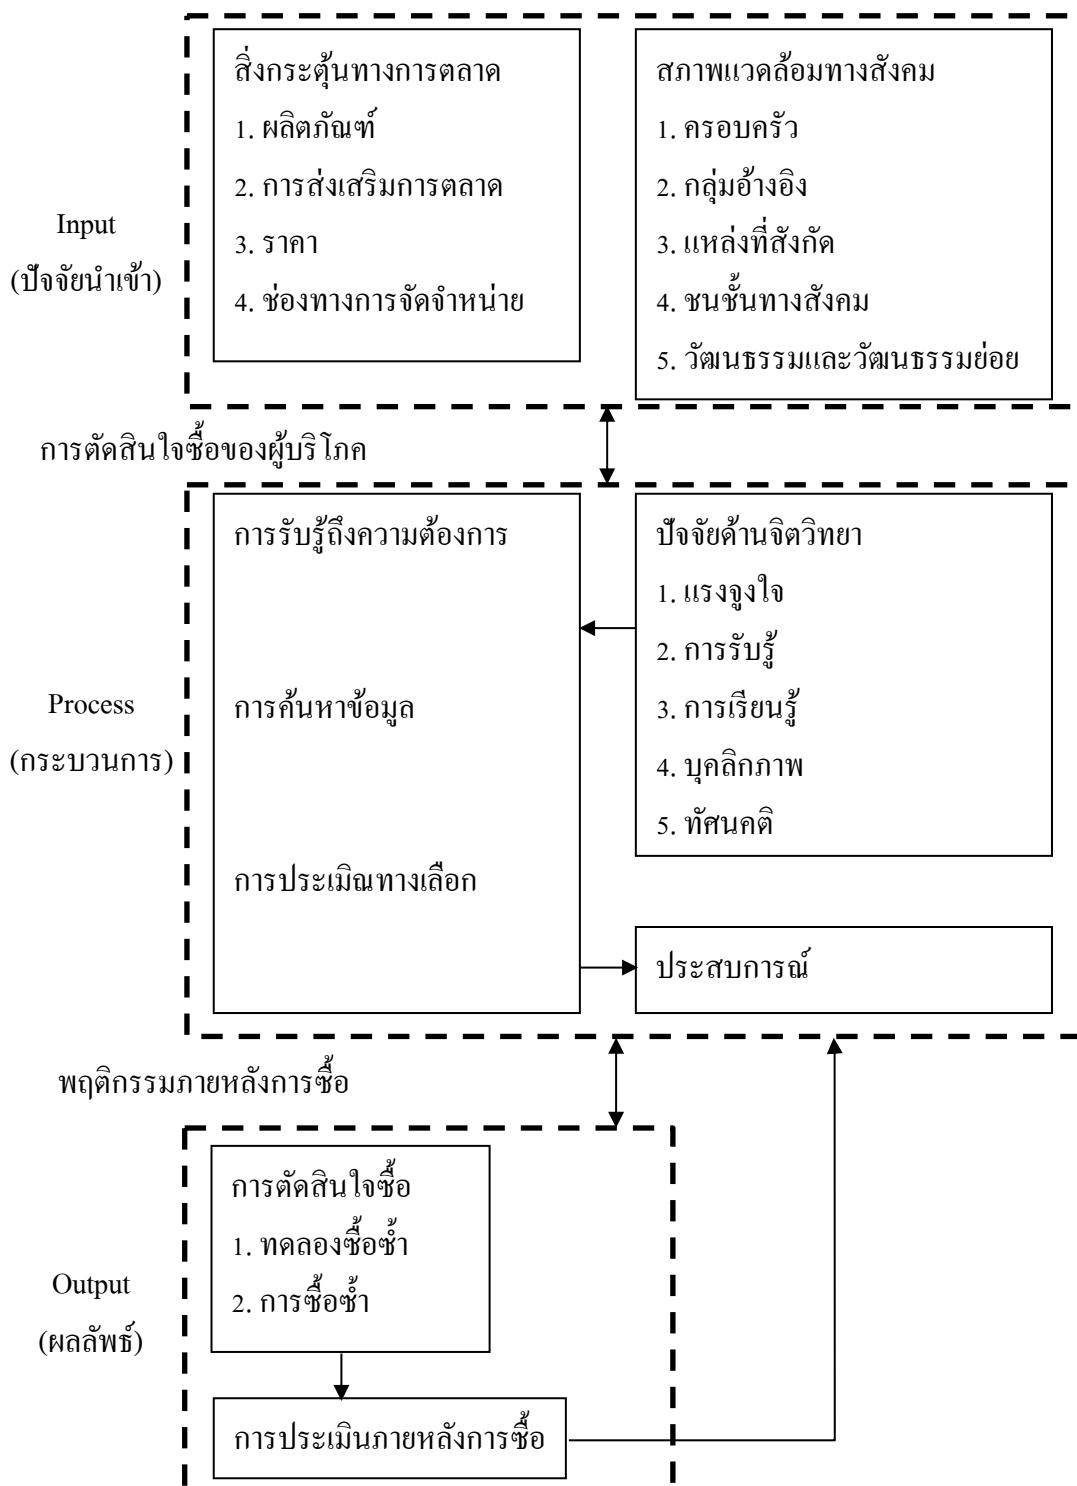 สิ่งกระตุ้นทางการตลาด
1. ผลิตภัณฑ์
2. การส่งเสริมการตลาด
3. ราคา
4. ช่องทางการจัดจำหน่าย
สภาพแวดล้อมทางสังคม
1. ครอบครัว
2. กลุ่มอ้างอิง
3. แหล่งที่สังกัด
4. ชนชั้นทางสังคม
5. วัฒนธรรมและวัฒนธรรมย่อย
Input
(ปัจจัยนำเข้า)
การตัดสินใจซื้อของผู้บริโภค
การรับรู้ถึงความต้องการ
การค้นหาข้อมูล
การประเมิณทางเลือก
ปัจจัยด้านจิตวิทยา
1. แรงจูงใจ
2. การรับรู้
3. การเรียนรู้
4. บุคลิกภาพ
5. ทัศนคติ
Process
(กระบวนการ)
ประสบการณ์
พฤติกรรมภายหลังการซื้อ
การตัดสินใจซื้อ
1. ทดลองซื้อซ้ำ
2. การซื้อซ้ำ
Output
(ผลลัพธ์)
การประเมินภายหลังการซื้อ